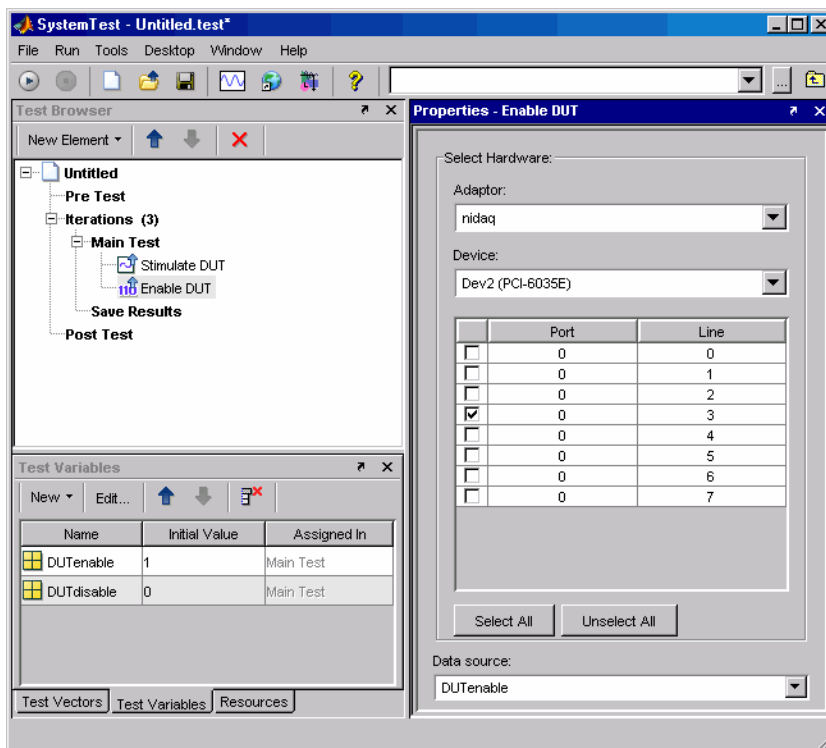 SystemTest - Untitled.test*
File Run Tools Desktop Window Help
...
Test Browser
New Element
Untitled
Pre Test
Iterations (3)
Main Test
Stimulate DUT
110 Enable DUT
Save Results
Post Test
Test Variables
New Edit...
Name Initial Value Assigned In
DUTenable 1 Main Test
DUTdisable 0 Main Test
Test Vectors Test Variables Resources
Properties - Enable DUT
Select Hardware:
Adaptor:
nidaq
Device:
Dev2 (PCI-6035E)
Port Line
0 0
0 1
0 2
0 3
0 4
0 5
0 6
0 7
Select All Unselect All
Data source:
DUTenable